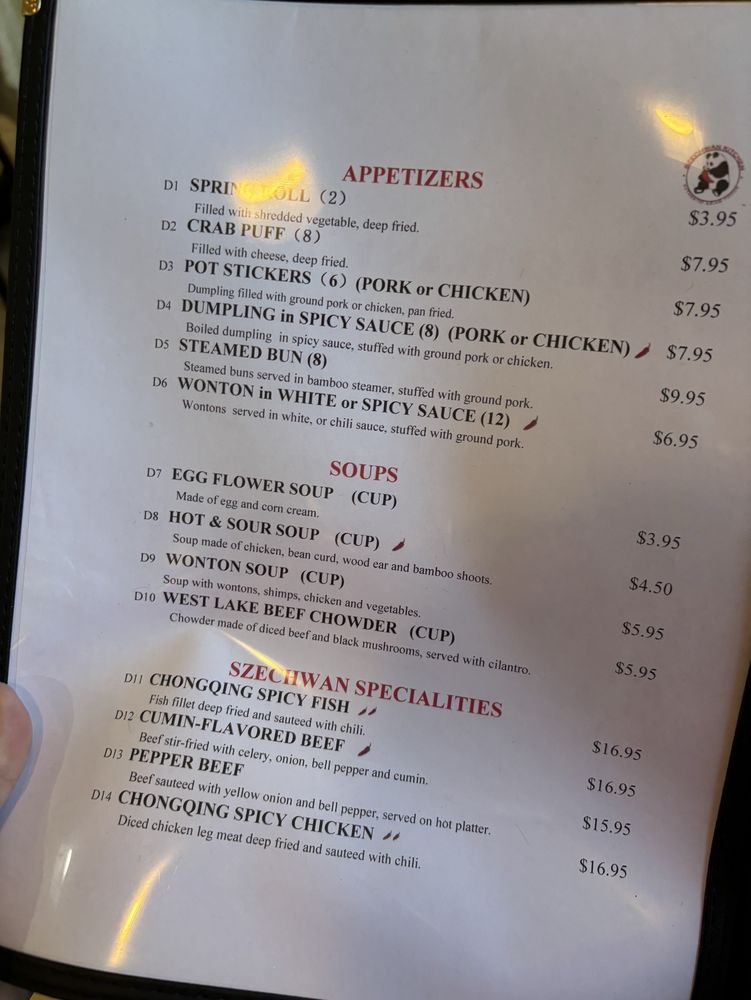 SZECHWAN KITCHEN
APPETIZERS
D1 SPRING ROLL (2) $3.95
Filled with shredded vegetable, deep fried.
D2 CRAB PUFF (8) $7.95
Filled with cheese, deep fried.
D3 POT STICKERS (6) (PORK or CHICKEN) $7.95
Dumpling filled with ground pork or chicken, pan fried.
D4 DUMPLING in SPICY SAUCE (8) (PORK or CHICKEN) $7.95
Boiled dumpling in spicy sauce, stuffed with ground pork or chicken.
D5 STEAMED BUN (8) $9.95
Steamed buns served in bamboo steamer, stuffed with ground pork.
D6 WONTON in WHITE or SPICY SAUCE (12) $6.95
Wontons served in white, or chili sauce, stuffed with ground pork.
SOUPS
D7 EGG FLOWER SOUP (CUP) $3.95
Made of egg and corn cream.
D8 HOT & SOUR SOUP (CUP) $4.50
Soup made of chicken, bean curd, wood ear and bamboo shoots.
D9 WONTON SOUP (CUP) $5.95
Soup with wontons, shimps, chicken and vegetables.
D10 WEST LAKE BEEF CHOWDER (CUP) $5.95
Chowder made of diced beef and black mushrooms, served with cilantro.
SZECHWAN SPECIALITIES
D11 CHONGQING SPICY FISH $16.95
Fish fillet deep fried and sauteed with chili.
D12 CUMIN-FLAVORED BEEF $16.95
Beef stir-fried with celery, onion, bell pepper and cumin.
D13 PEPPER BEEF $15.95
Beef sauteed with yellow onion and bell pepper, served on hot platter.
D14 CHONGQING SPICY CHICKEN $16.95
Diced chicken leg meat deep fried and sauteed with chili.